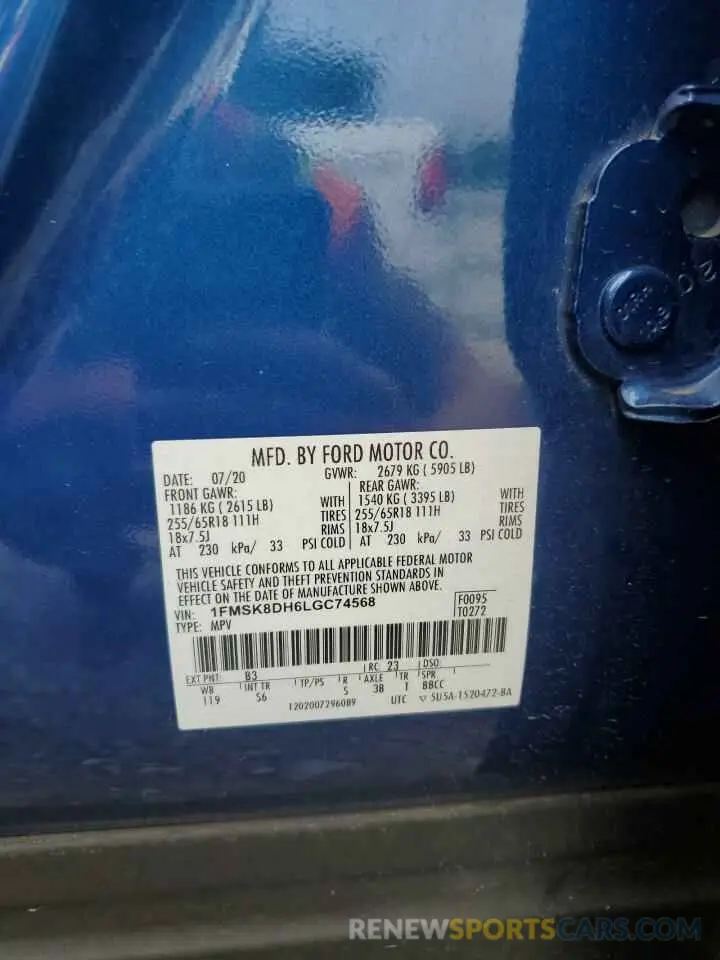 MFD. BY FORD MOTOR CO.
DATE: 07/20 GVWR: 2679 KG ( 5905 LB)
FRONT GAWR: REAR GAWR:
1186 KG ( 2615 LB) WITH 1540 KG ( 3395 LB) WITH
255/65R18 111H TIRES 255/65R18 111H TIRES
18x7.5J RIMS 18x7.5J RIMS
AT 230 kPa/ 33 PSI COLD AT 230 kPa/ 33 PSI COLD
THIS VEHICLE CONFORMS TO ALL APPLICABLE FEDERAL MOTOR
VEHICLE SAFETY AND THEFT PREVENTION STANDARDS IN
EFFECT ON THE DATE OF MANUFACTURE SHOWN ABOVE.
VIN: 1FMSK8DH6LGC74568 F0095
TYPE: MPV T0272
EXT PNT: B3 RC: 23 DSO:
WB INT TR TP/PS R AXLE TR SPR
119 S6 S 3B T BBCC
1202007296089 UTC 5U5A-1520472-BA
RENEWSPORTSCARS.COM